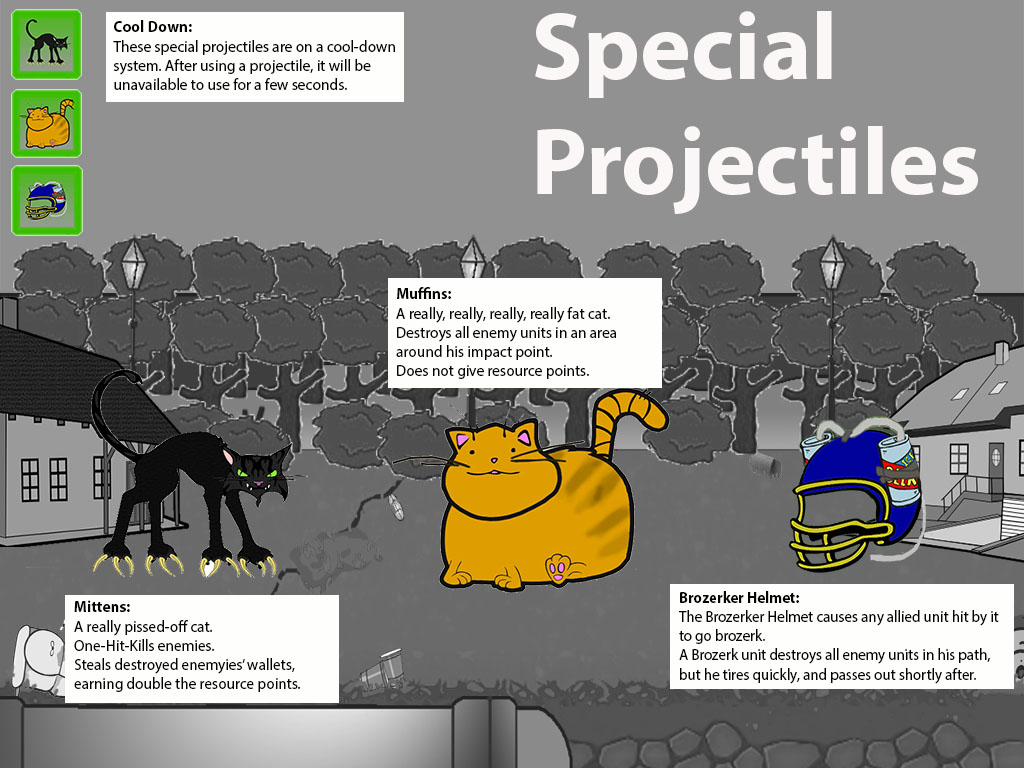 Special
Projectiles
Cool Down:
These special projectiles are on a cool-down
system. After using a projectile, it will be
unavailable to use for a few seconds.
Muffins:
A really, really, really, really fat cat.
Destroys all enemy units in an area
around his impact point.
Does not give resource points.
Mittens:
A really pissed-off cat.
One-Hit-Kills enemies.
Steals destroyed enemyies' wallets,
earning double the resource points.
Brozerker Helmet:
The Brozerker Helmet causes any allied unit hit by it
to go brozerk.
A Brozerk unit destroys all enemy units in his path,
but he tires quickly, and passes out shortly after.